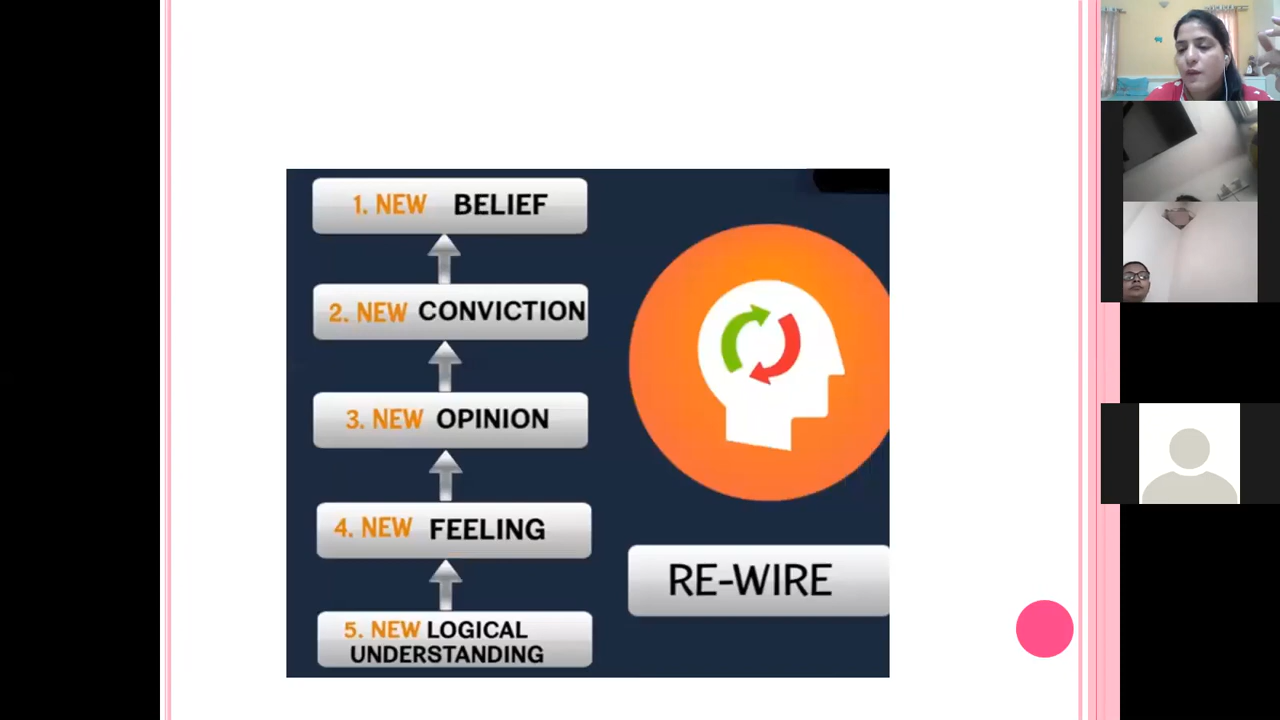 1. NEW BELIEF
2. NEW CONVICTION
3. NEW OPINION
4. NEW FEELING
5. NEW LOGICAL
UNDERSTANDING
RE-WIRE